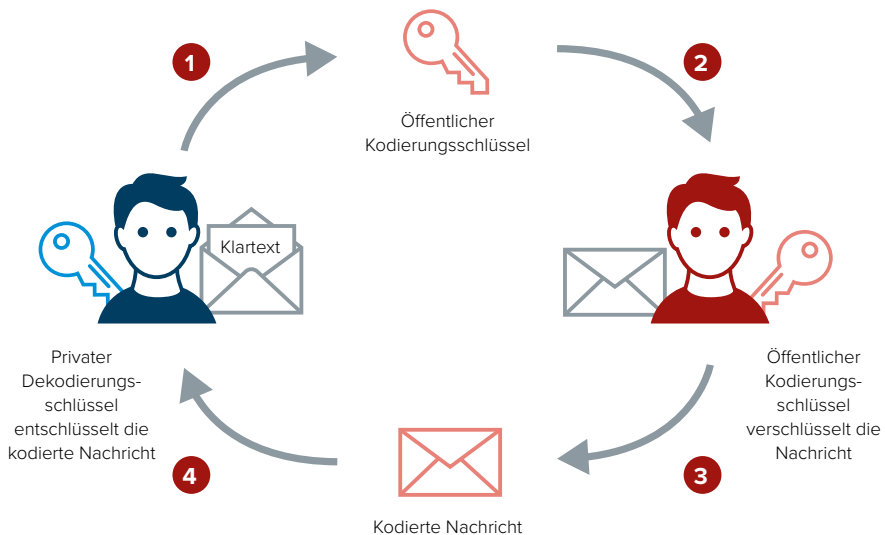 1
2
Öffentlicher
Kodierungsschlüssel
Klartext
Privater
Dekodierungs-
schlüssel
entschlüsselt die
kodierte Nachricht
Öffentlicher
Kodierungs-
schlüssel
verschlüsselt die
Nachricht
4
3
Kodierte Nachricht